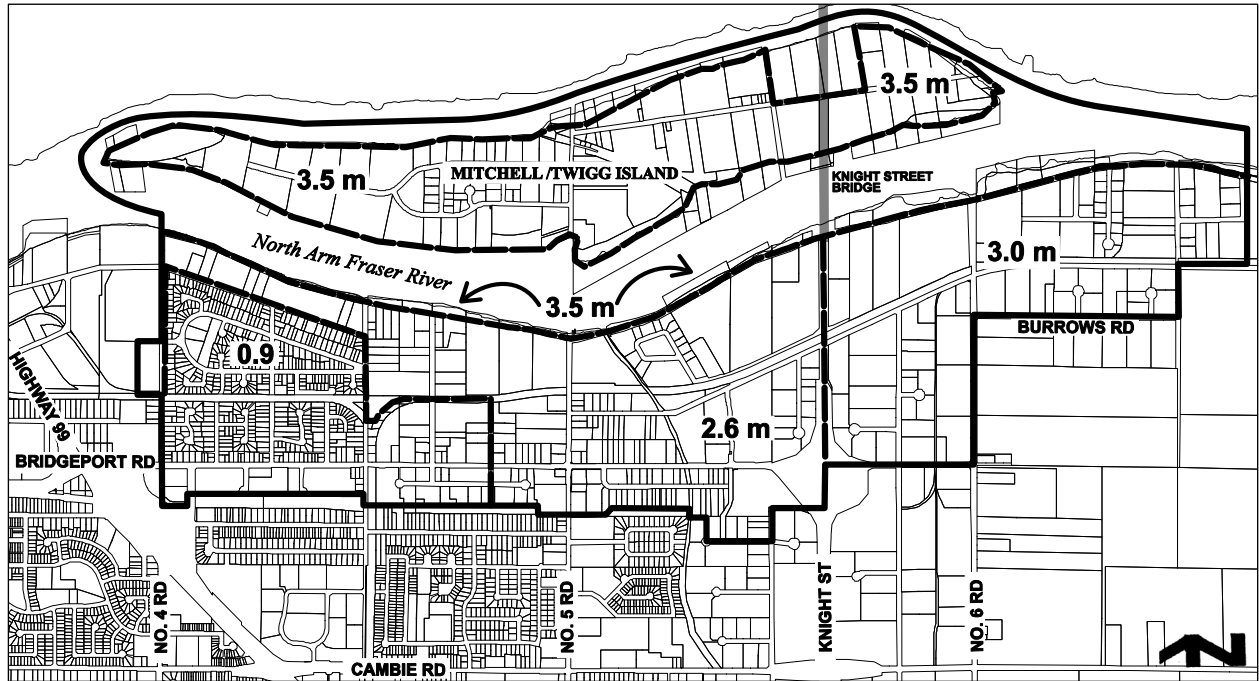 3.5 m
MITCHELL /TWIGG ISLAND
3.5 m
KNIGHT STREET
BRIDGE
North Arm Fraser River
3.0 m
3.5 m
BURROWS RD
0.9
HIGHWAY 99
2.6 m
BRIDGEPORT RD
NO. 4 RD
NO. 5 RD
KNIGHT ST
NO. 6 RD
CAMBIE RD
N